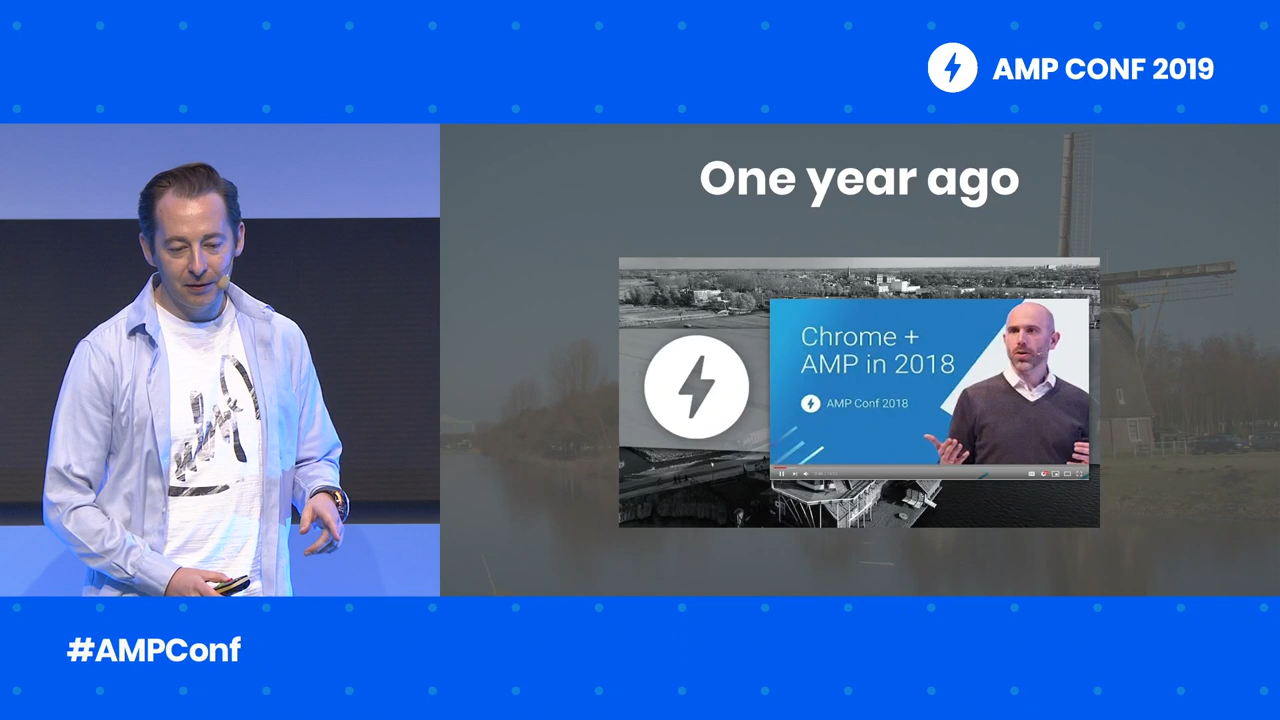 AMP CONF 2019
One year ago
Chrome +
AMP in 2018
AMP Conf 2018
#AMPConf